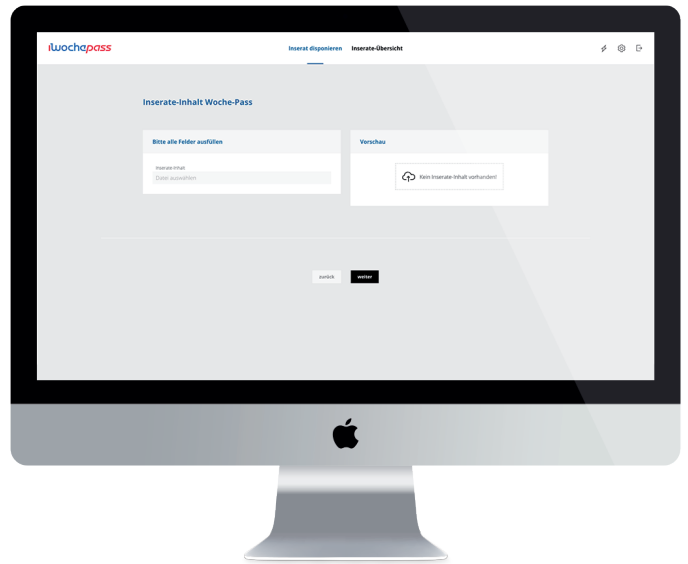 iwochepass
Inserat disponieren Inserate-Übersicht
Inserate-Inhalt Woche-Pass
Bitte alle Felder ausfüllen
Inserate-Inhalt
Datei auswählen
Vorschau
Kein Inserate-Inhalt vorhanden!
zurück weiter